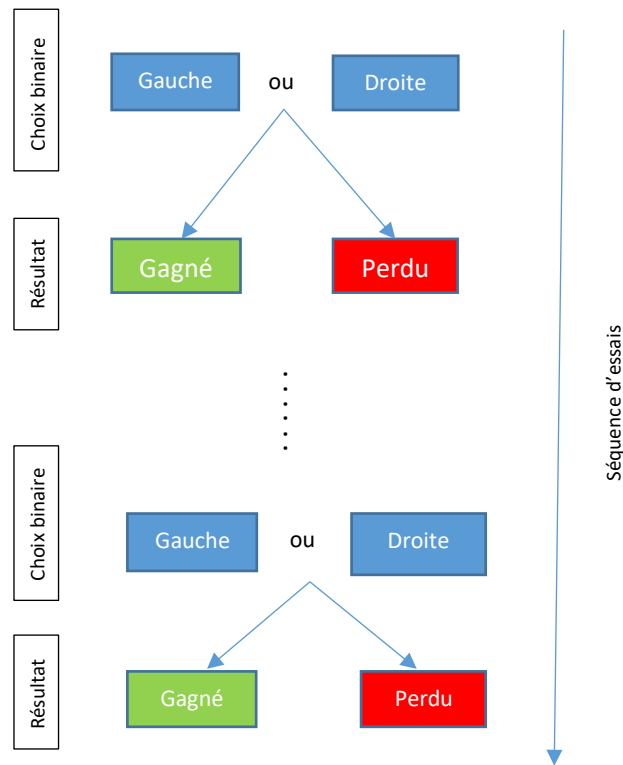 Choix binaire
Gauche ou Droite
Résultat
Gagné Perdu
Séquence d'essais
Choix binaire
Gauche ou Droite
Résultat
Gagné Perdu